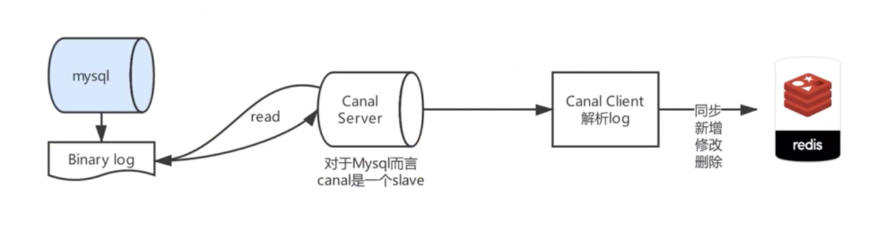 mysql
Binary log
read
Canal
Server
对于Mysql而言
canal是一个slave
Canal Client
解析log
同步
新增
修改
删除
redis